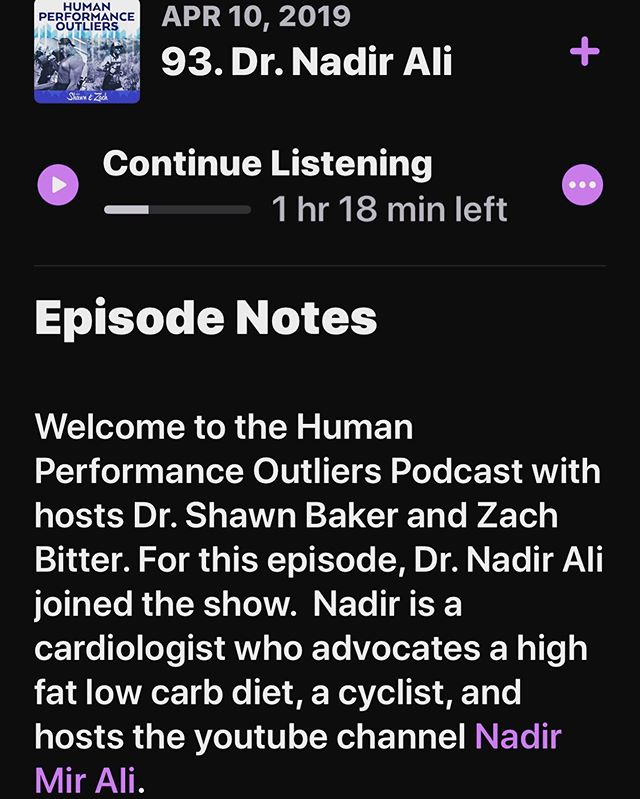 HUMAN
PERFORMANCE
OUTLIERS
Shawn & Zach
APR 10, 2019
93. Dr. Nadir Ali
Continue Listening
1 hr 18 min left
Episode Notes
Welcome to the Human
Performance Outliers Podcast with
hosts Dr. Shawn Baker and Zach
Bitter. For this episode, Dr. Nadir Ali
joined the show.  Nadir is a
cardiologist who advocates a high
fat low carb diet, a cyclist, and
hosts the youtube channel Nadir
Mir Ali.